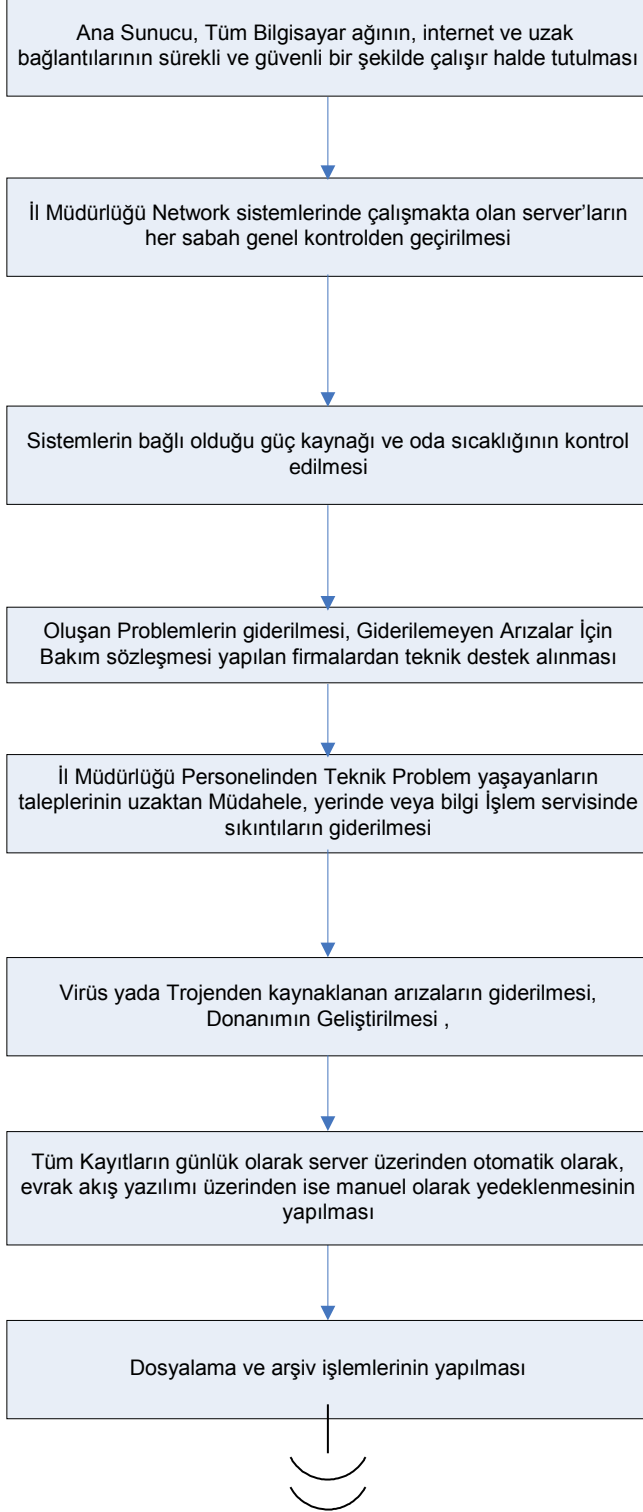 Ana Sunucu, Tüm Bilgisayar ağının, internet ve uzak
bağlantılarının sürekli ve güvenli bir şekilde çalışır halde tutulması
İl Müdürlüğü Network sistemlerinde çalışmakta olan server’ların
her sabah genel kontrolden geçirilmesi
Sistemlerin bağlı olduğu güç kaynağı ve oda sıcaklığının kontrol
edilmesi
Oluşan Problemlerin giderilmesi, Giderilemeyen Arızalar İçin
Bakım sözleşmesi yapılan firmalardan teknik destek alınması
İl Müdürlüğü Personelinden Teknik Problem yaşayanların
taleplerinin uzaktan Müdahele, yerinde veya bilgi İşlem servisinde
sıkıntıların giderilmesi
Virüs yada Trojenden kaynaklanan arızaların giderilmesi,
Donanımın Geliştirilmesi ,
Tüm Kayıtların günlük olarak server üzerinden otomatik olarak,
evrak akış yazılımı üzerinden ise manuel olarak yedeklenmesinin
yapılması
Dosyalama ve arşiv işlemlerinin yapılması